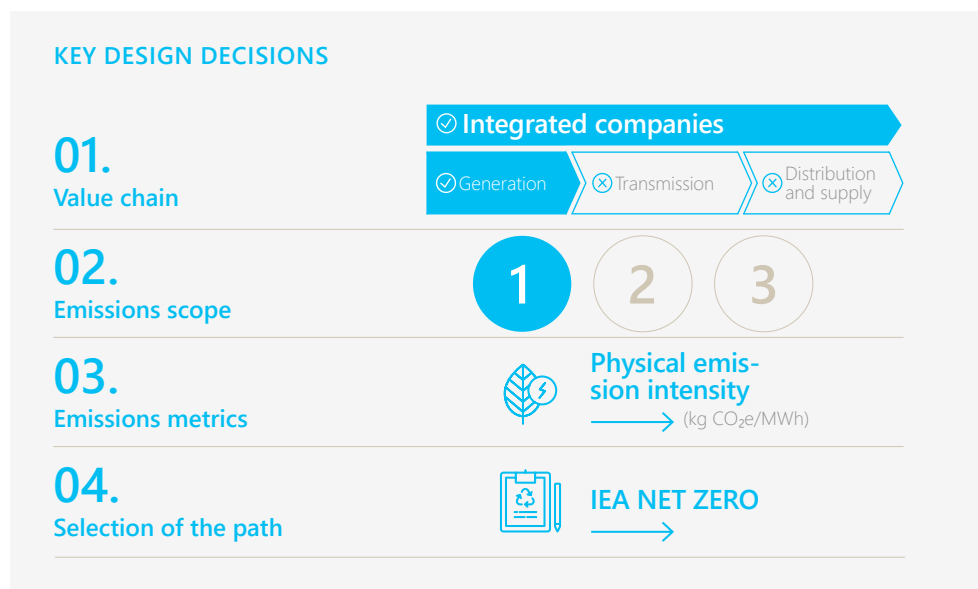 KEY DESIGN DECISIONS
01.
Value chain
Integrated companies
Generation
Transmission
Distribution
and supply
02.
Emissions scope
1
2
3
03.
Emissions metrics
Physical emis-
sion intensity
(kg CO₂e/MWh)
04.
Selection of the path
IEA NET ZERO